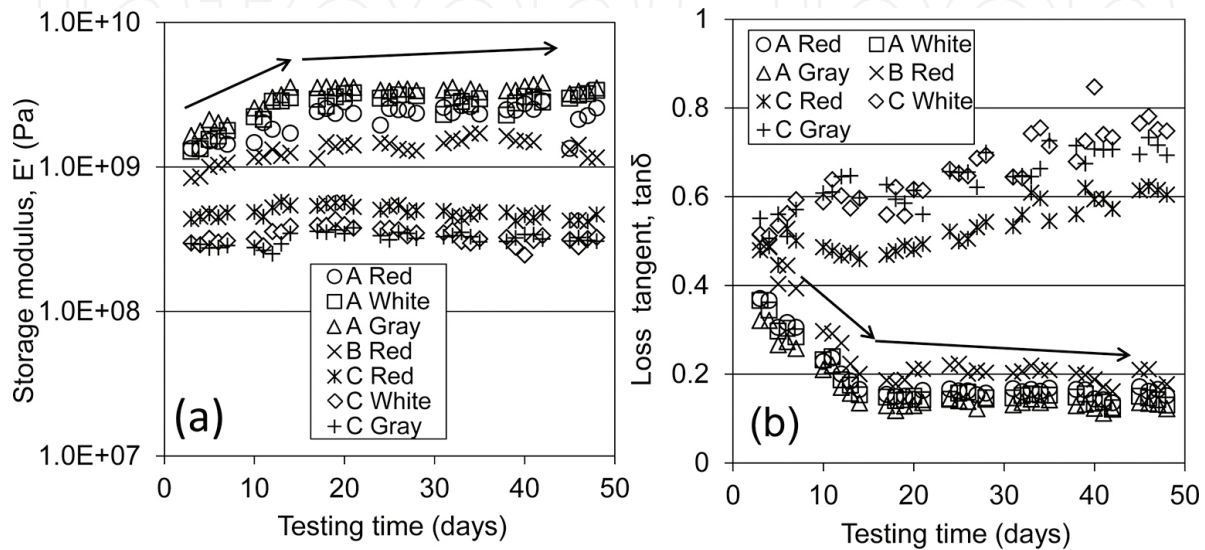 1.0E+10
1.0E+09
1.0E+08
1.0E+07
Storage modulus, E' (Pa)
0 10 20 30 40 50
Testing time (days)
A Red
A White
A Gray
B Red
C Red
C White
C Gray
(a)
1
0.8
0.6
0.4
0.2
0
Loss tangent, tanδ
0 10 20 30 40 50
Testing time (days)
A Red A White
A Gray B Red
C Red C White
C Gray
(b)